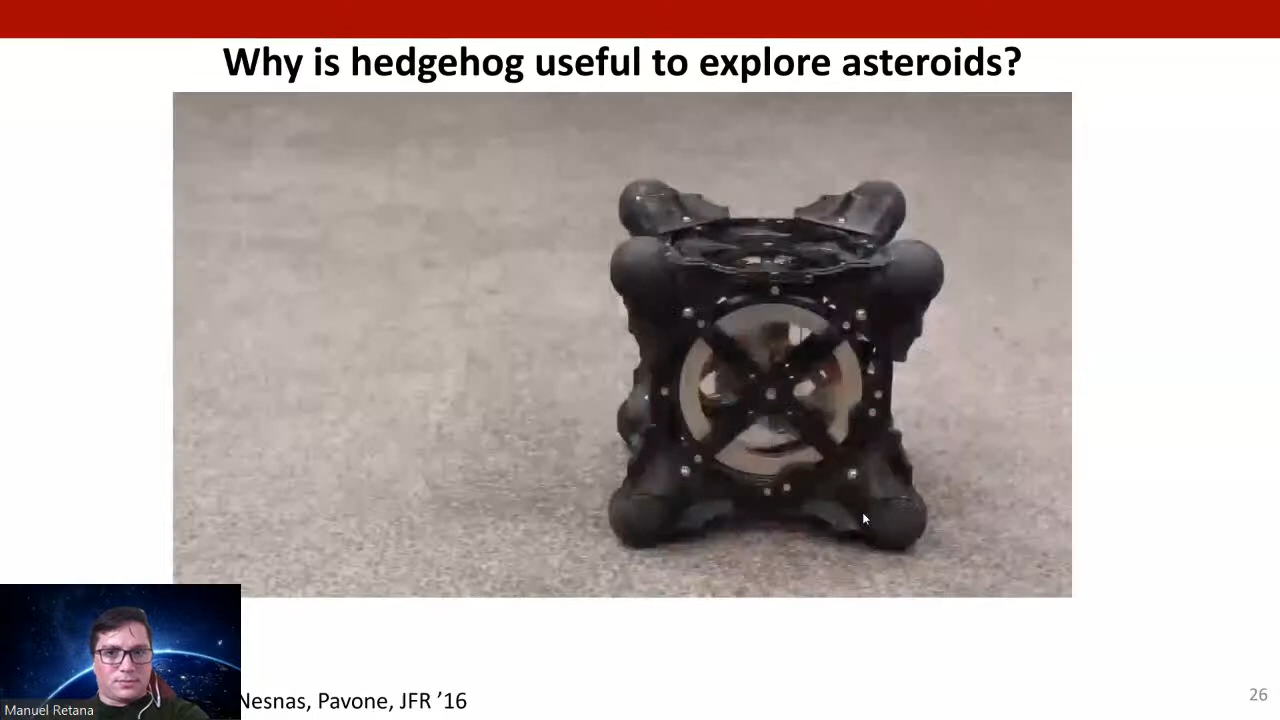 Why is hedgehog useful to explore asteroids?
Manuel Retana
Nesnas, Pavone, JFR ’16
26